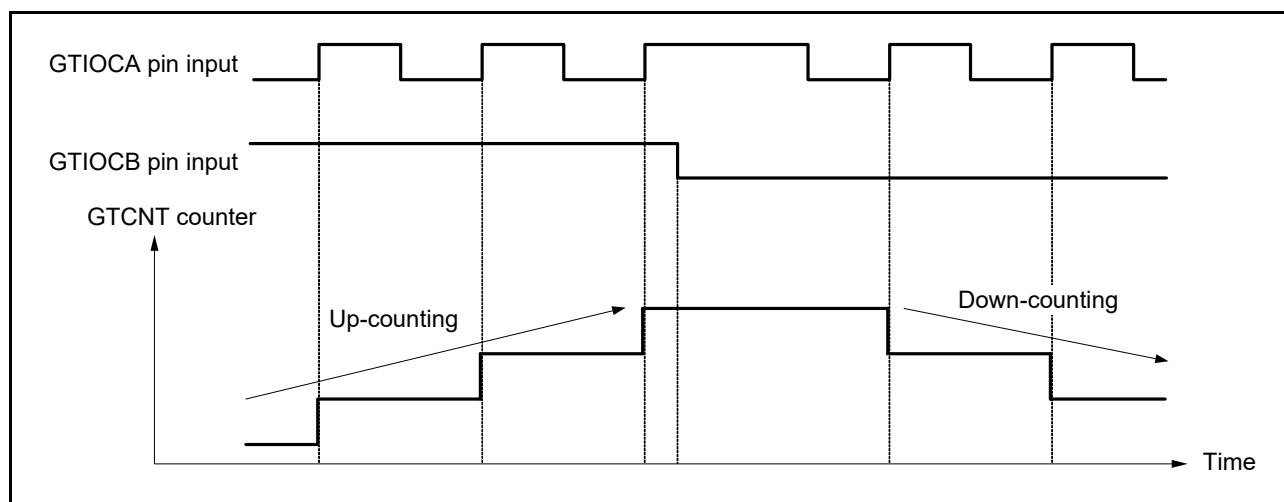 GTIOCA pin input
GTIOCB pin input
GTCNT counter
Up-counting
Down-counting
Time